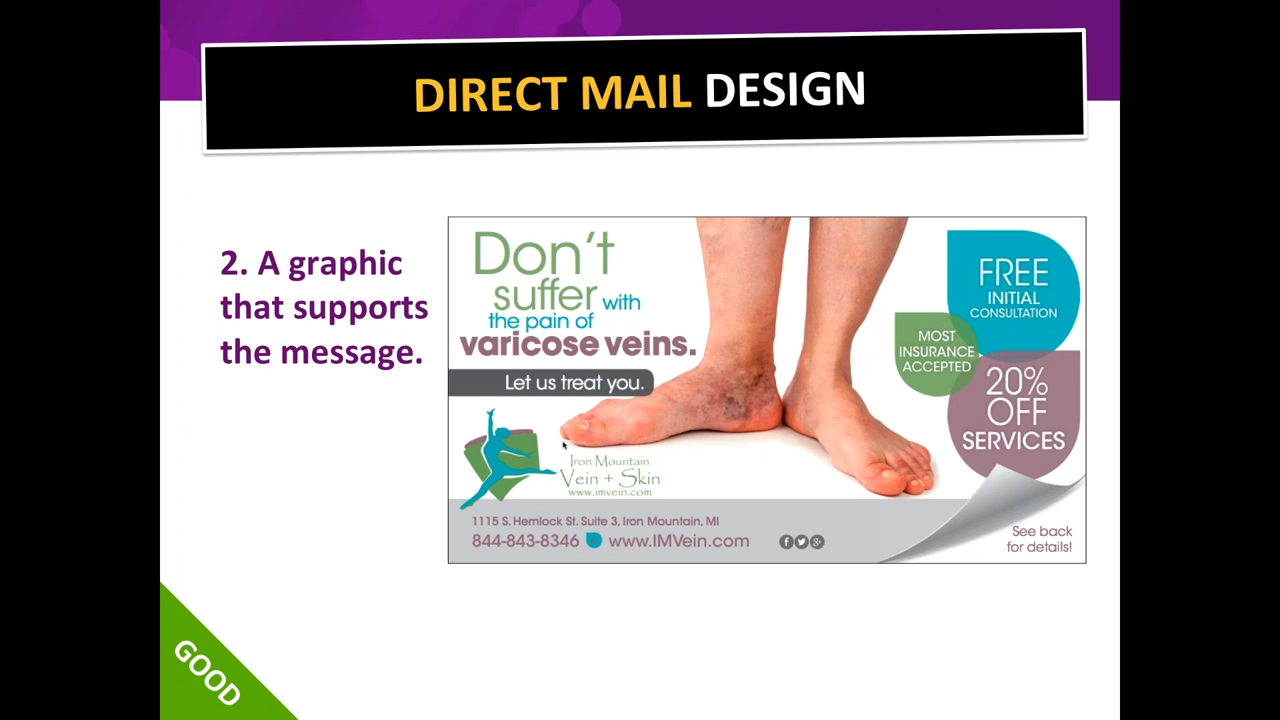 DIRECT MAIL DESIGN
2. A graphic
that supports
the message.
Don't
suffer with
the pain of
varicose veins.
Let us treat you.
FREE
INITIAL
CONSULTATION
MOST
INSURANCE
ACCEPTED
20%
OFF
SERVICES
Iron Mountain
Vein + Skin
www.imvein.com
1115 S. Hemlock St. Suite 3, Iron Mountain, MI
844-843-8346 www.IMVein.com
See back
for details!
GOOD